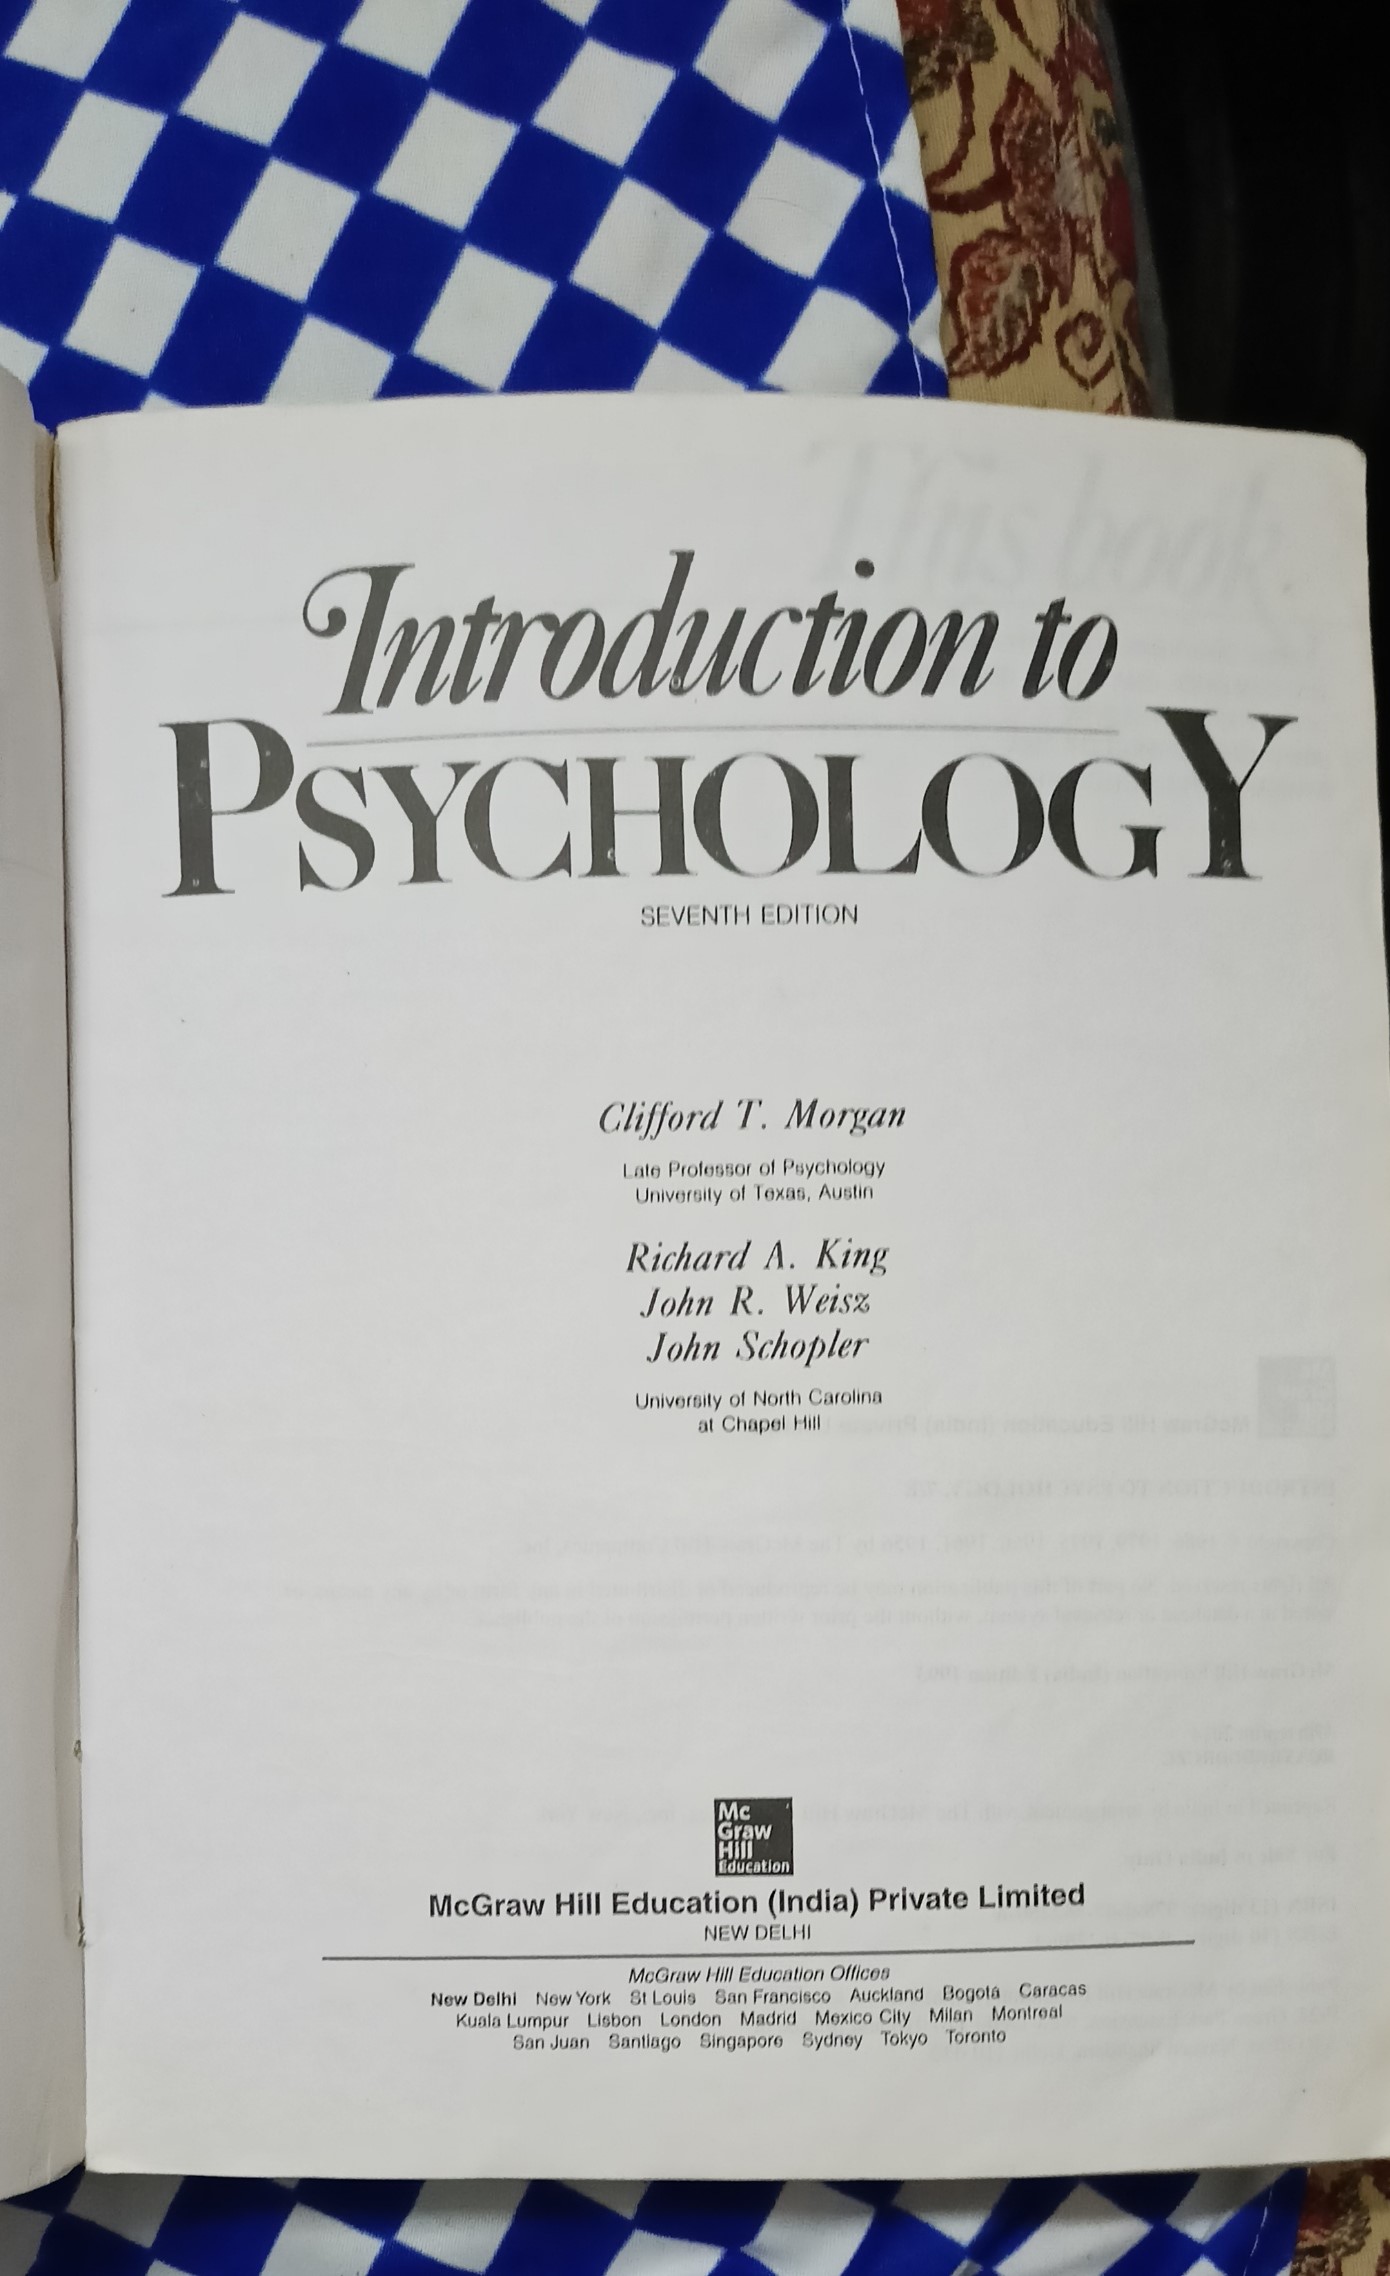 Introduction to
PSYCHOLOGY
SEVENTH EDITION
Clifford T. Morgan
Late Professor of Psychology
University of Texas, Austin
Richard A. King
John R. Weisz
John Schopler
University of North Carolina
at Chapel Hill
Mc
Graw
Hill
Education
McGraw Hill Education (India) Private Limited
NEW DELHI
McGraw Hill Education Offices
New Delhi New York St Louis San Francisco Auckland Bogotá Caracas
Kuala Lumpur Lisbon London Madrid Mexico City Milan Montreal
San Juan Santiago Singapore Sydney Tokyo Toronto